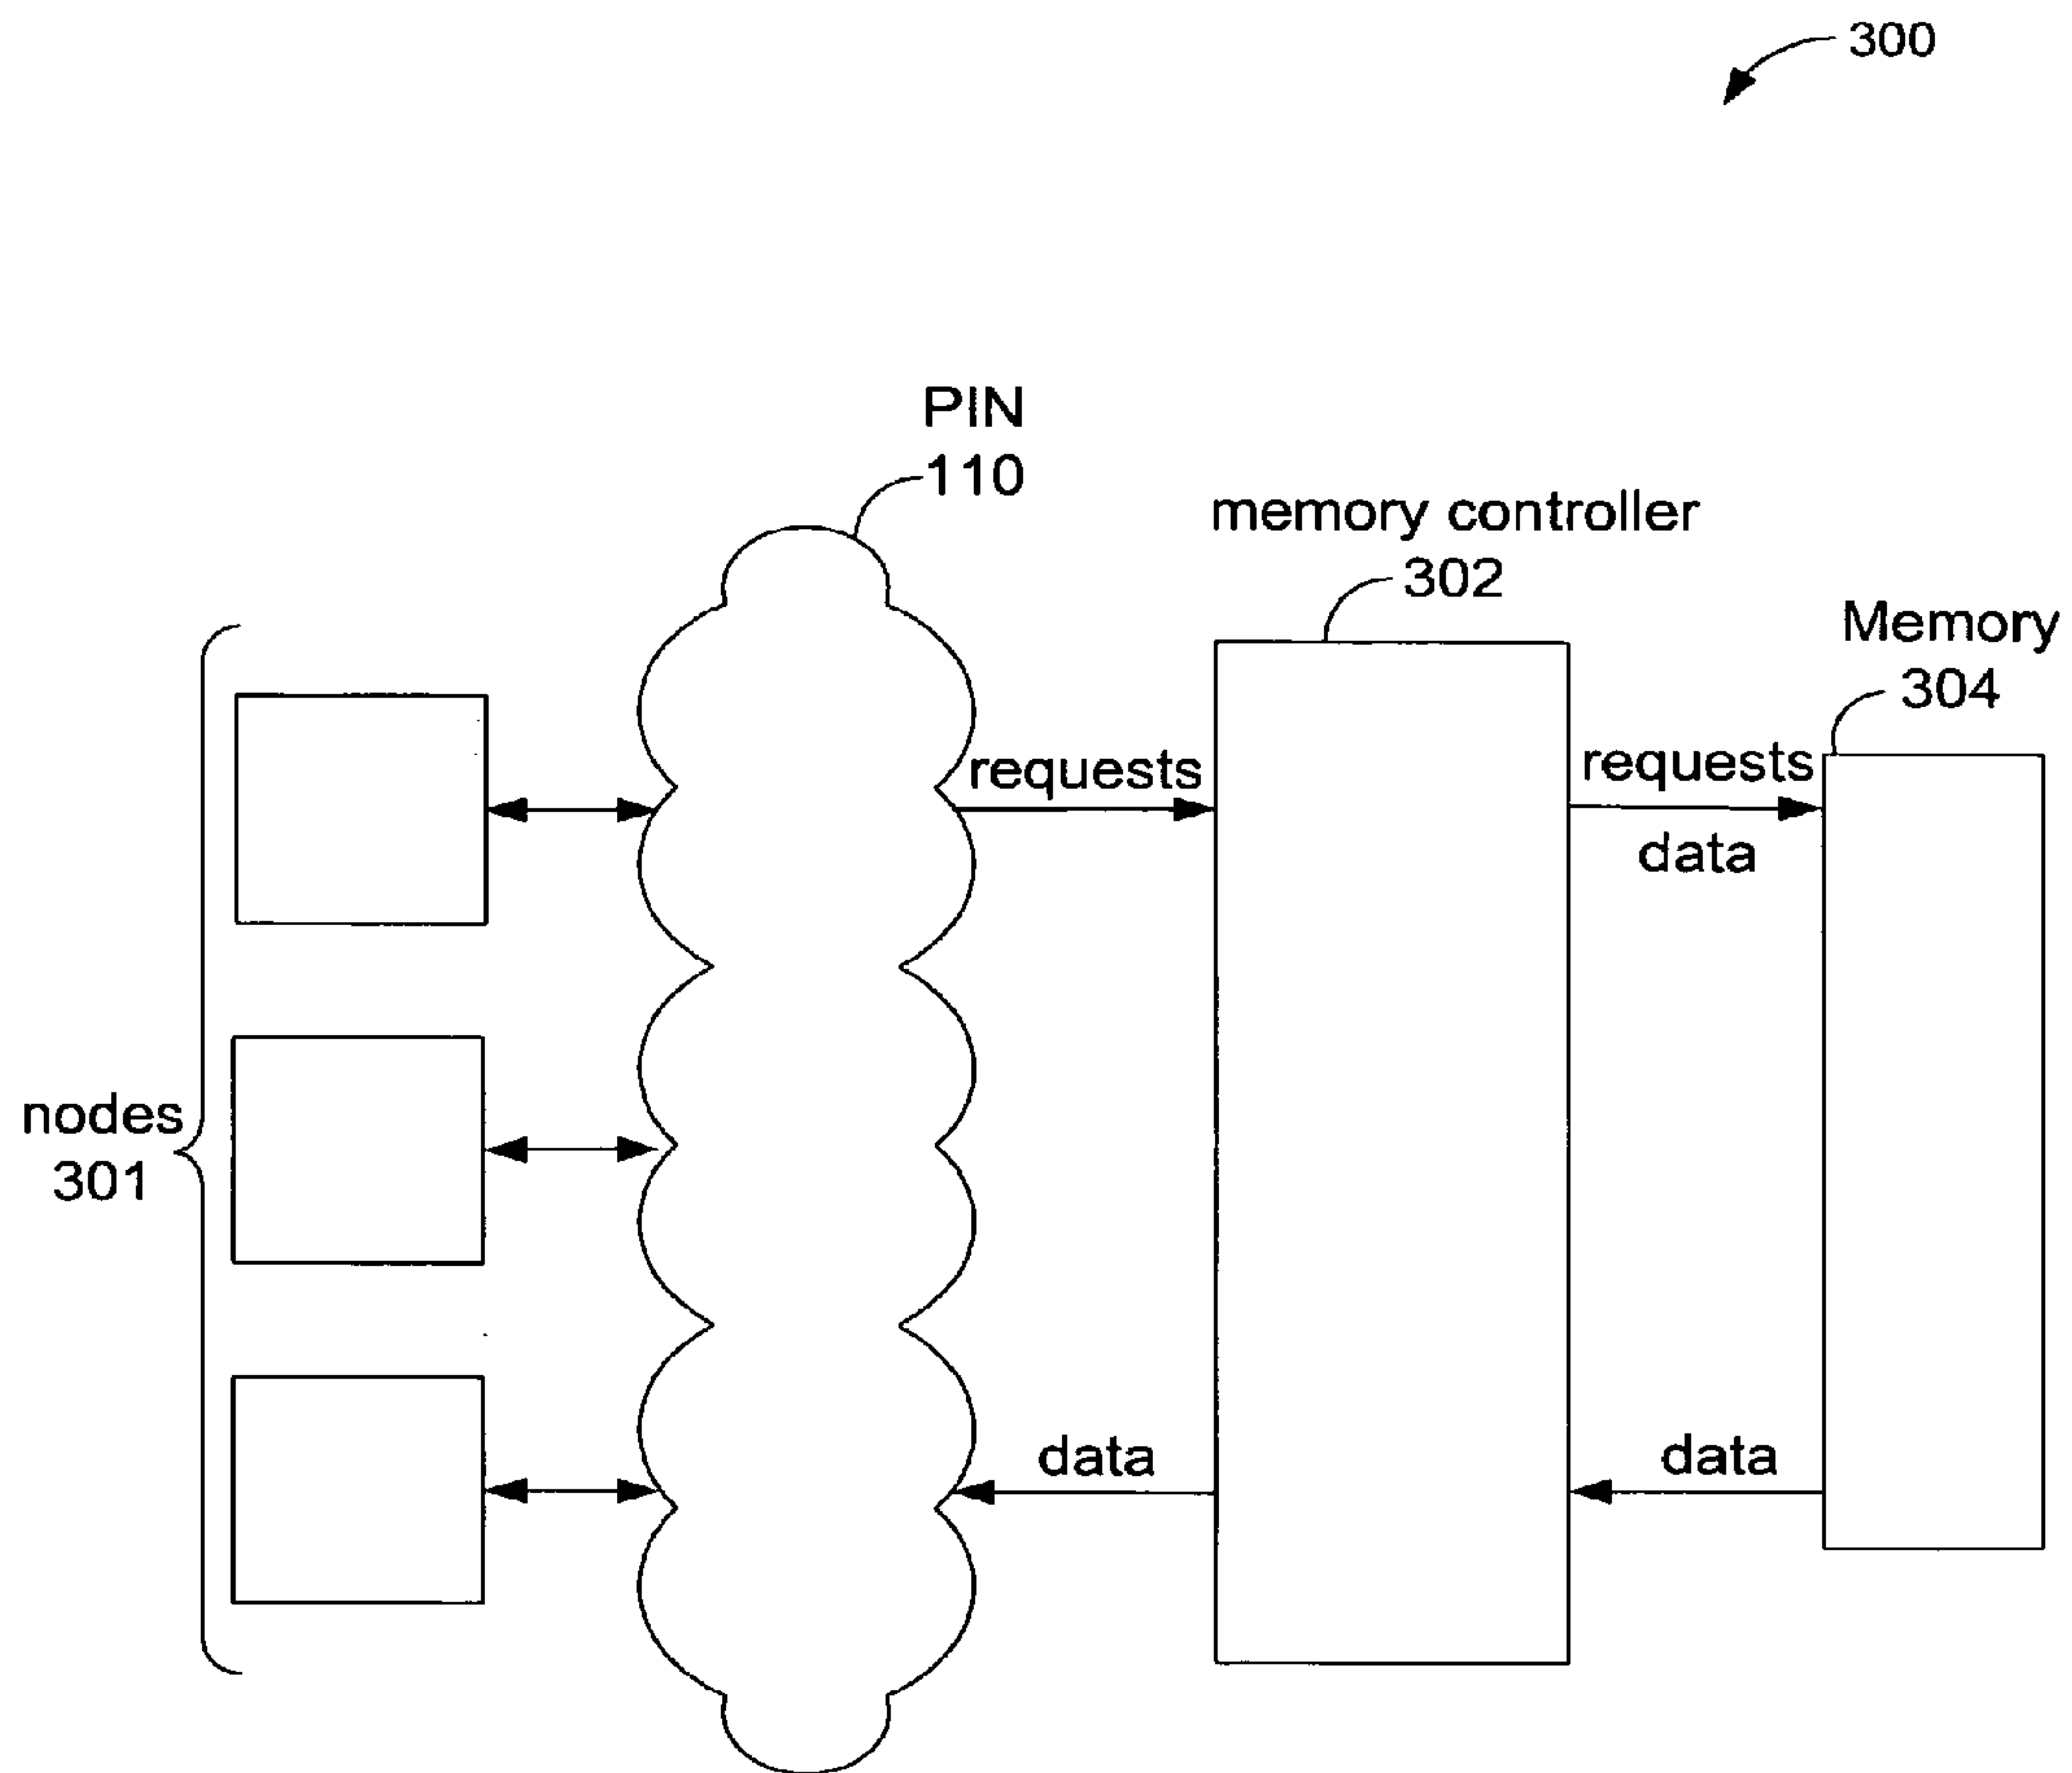 300
PIN
110
memory controller
302
Memory
304
requests
requests
data
nodes
301
data
data